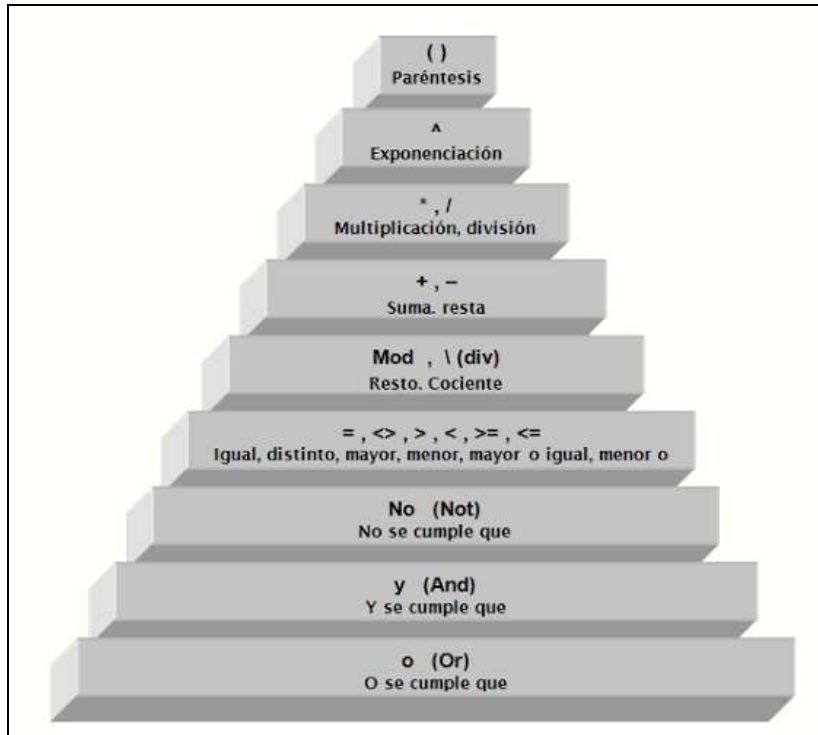 ( )
Paréntesis
^
Exponenciación
* , /
Multiplicación, división
+ , –
Suma. resta
Mod , \ (div)
Resto. Cociente
= , <> , > , < , >= , <=
Igual, distinto, mayor, menor, mayor o igual, menor o
No (Not)
No se cumple que
y (And)
Y se cumple que
o (Or)
O se cumple que